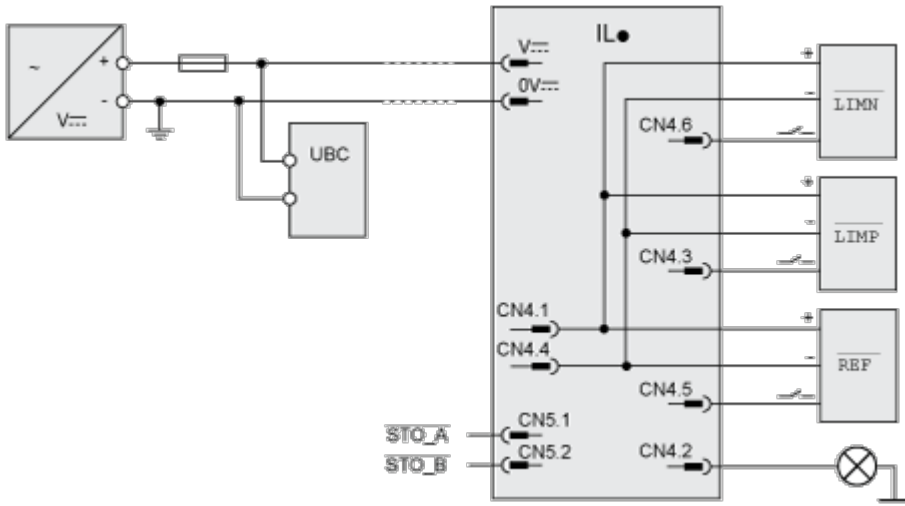 IL●
V⎓
0V⎓
+
~
-
V⎓
UBC
CN4.6
CN4.3
CN4.1
CN4.4
CN4.5
CN5.1
CN5.2
CN4.2
STO_A
STO_B
+
-
LIMN
+
-
LIMP
+
-
REF